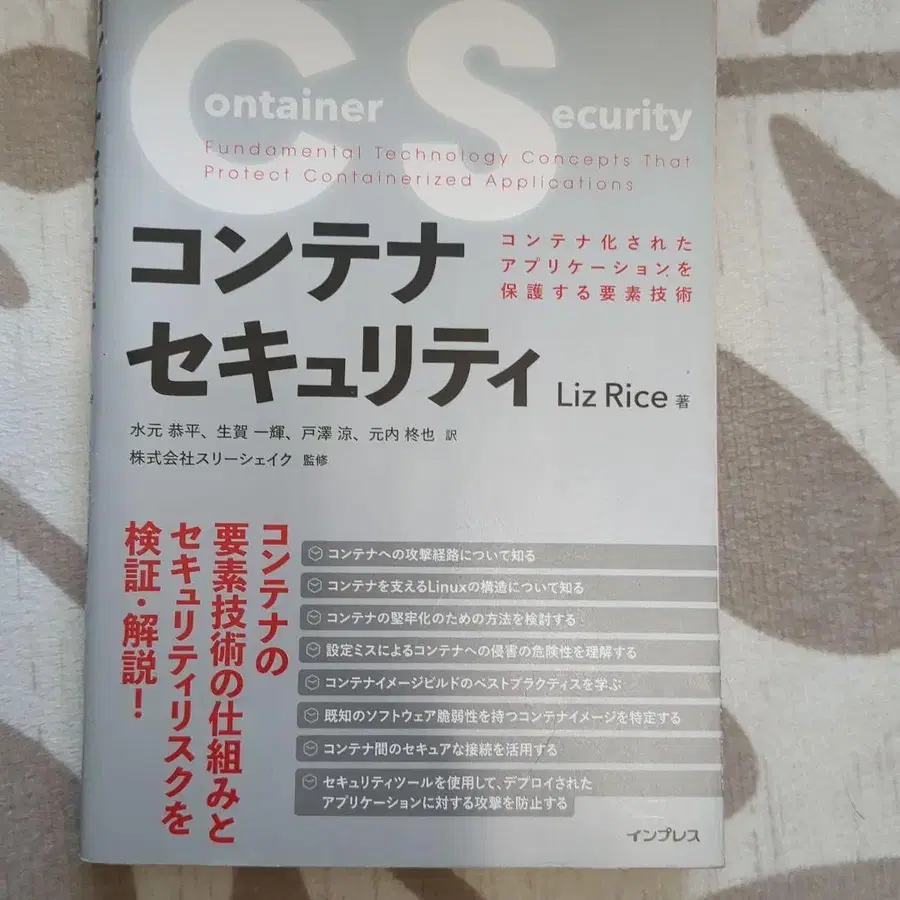 Container Security
Fundamental Technology Concepts That
Protect Containerized Applications
コンテナ
セキュリティ
コンテナ化された
アプリケーションを
保護する要素技術
Liz Rice 著
水元 恭平、生賀 一輝、戸澤 涼、元内 柊也 訳
株式会社スリーシェイク 監修
コンテナの
要素技術の仕組みと
セキュリティリスクを
検証・解説!
コンテナへの攻撃経路について知る
コンテナを支えるLinuxの構造について知る
コンテナの堅牢化のための方法を検討する
設定ミスによるコンテナへの侵害の危険性を理解する
コンテナイメージビルドのベストプラクティスを学ぶ
既知のソフトウェア脆弱性を持つコンテナイメージを特定する
コンテナ間のセキュアな接続を活用する
セキュリティツールを使用して、デプロイされた
アプリケーションに対する攻撃を防止する
インプレス